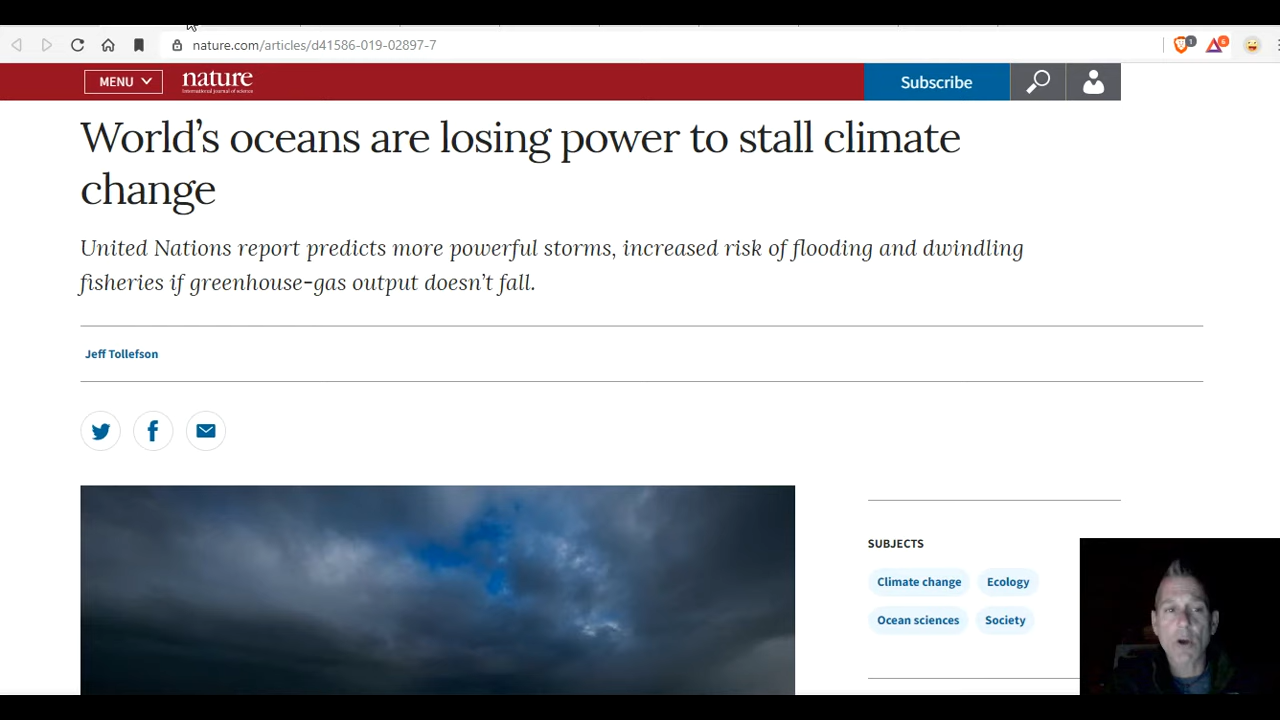 nature.com/articles/d41586-019-02897-7
1
6
MENU
nature
International journal of science
Subscribe
World's oceans are losing power to stall climate
change
United Nations report predicts more powerful storms, increased risk of flooding and dwindling
fisheries if greenhouse-gas output doesn't fall.
Jeff Tollefson
SUBJECTS
Climate change
Ecology
Ocean sciences
Society